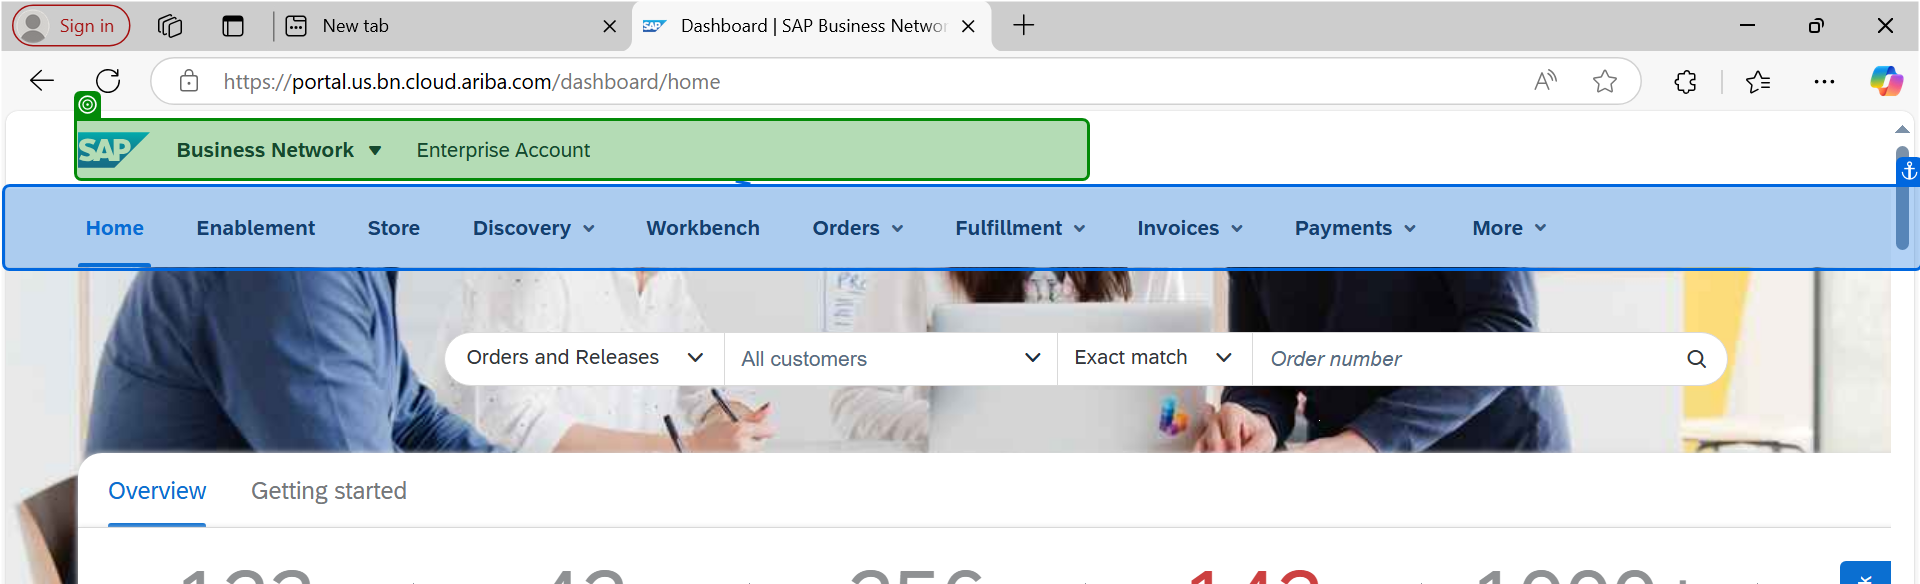 Sign in
New tab
SAP Dashboard | SAP Business Networ
https://portal.us.bn.cloud.ariba.com/dashboard/home
SAP Business Network Enterprise Account
Home Enablement Store Discovery Workbench Orders Fulfillment Invoices Payments More
Orders and Releases All customers Exact match Order number
Overview Getting started